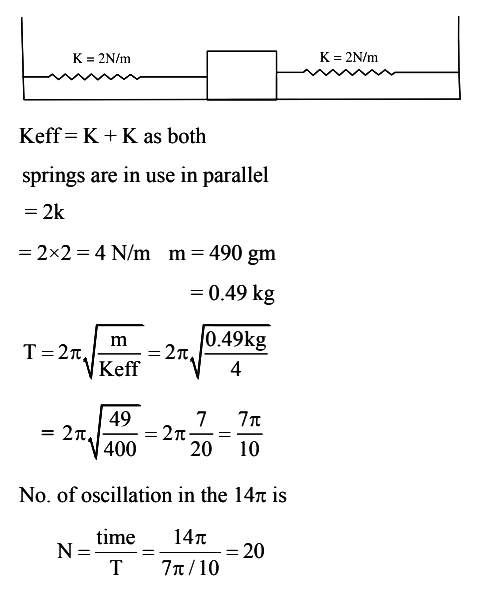 K = 2N/m K = 2N/m
Keff = K + K as both
springs are in use in parallel
= 2k
= 2×2 = 4 N/m m = 490 gm
= 0.49 kg
T = 2π√(m/Keff) = 2π√(0.49kg/4)
= 2π√(49/400) = 2π 7/20 = 7π/10
No. of oscillation in the 14π is
N = time/T = 14π/(7π/10) = 20